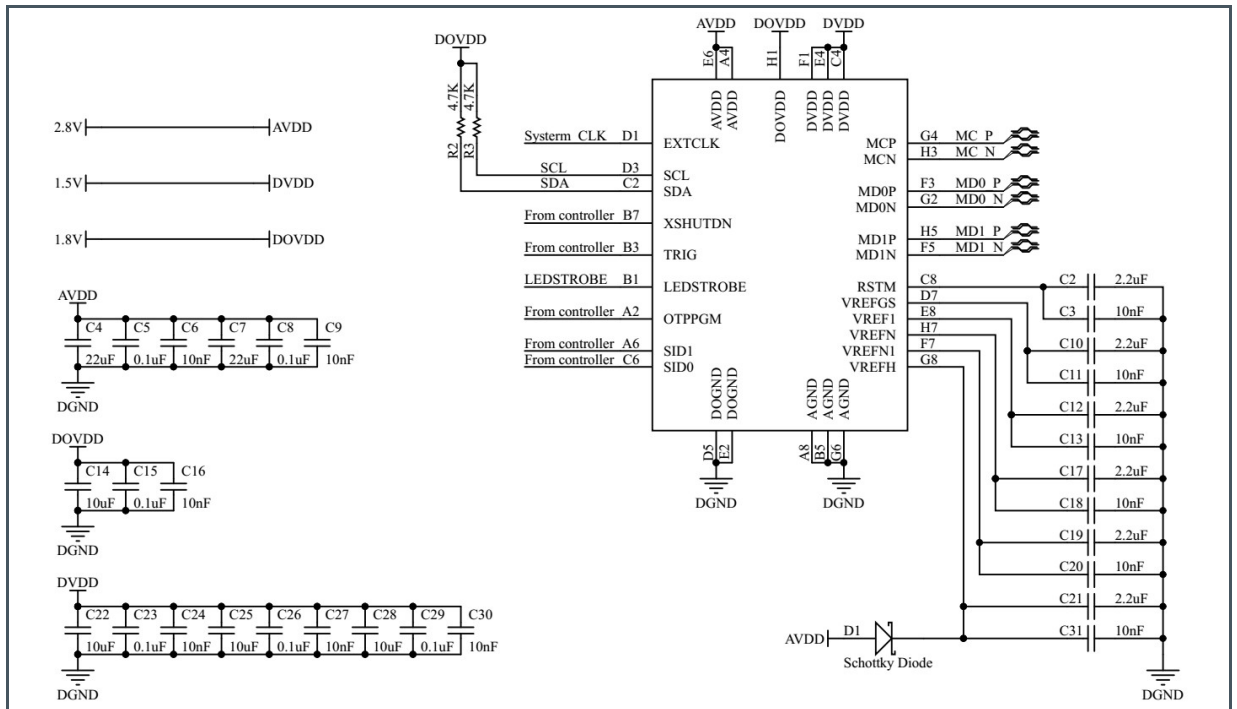 AVDD DOVDD DVDD
DOVDD
E6 A4 H1 F1 E4 C4
4.7K 4.7K
R2 R3
AVDD AVDD DOVDD DVDD DVDD DVDD
2.8V AVDD
1.5V DVDD
1.8V DOVDD
Systerm CLK D1 EXTCLK
SCL D3 SCL
SDA C2 SDA
From controller B7 XSHUTDN
From controller B3 TRIG
LEDSTROBE B1 LEDSTROBE
From controller A2 OTPPGM
From controller A6 SID1
From controller C6 SID0
MCP G4 MC P
MCN H3 MC N
MD0P F3 MD0 P
MD0N G2 MD0 N
MD1P H5 MD1 P
MD1N F5 MD1 N
RSTM C8
VREFGS D7
VREF1 E8
VREFN H7
VREFN1 F7
VREFH G8
DOGND DOGND AGND AGND AGND
D5 E2 A8 B5 G6
DGND DGND
C2 2.2uF
C3 10nF
C10 2.2uF
C11 10nF
C12 2.2uF
C13 10nF
C17 2.2uF
C18 10nF
C19 2.2uF
C20 10nF
C21 2.2uF
C31 10nF
AVDD D1
Schottky Diode
DGND
AVDD
C4 C5 C6 C7 C8 C9
22uF 0.1uF 10nF 22uF 0.1uF 10nF
DGND
DOVDD
C14 C15 C16
10uF 0.1uF 10nF
DGND
DVDD
C22 C23 C24 C25 C26 C27 C28 C29 C30
10uF 0.1uF 10nF 10uF 0.1uF 10nF 10uF 0.1uF 10nF
DGND